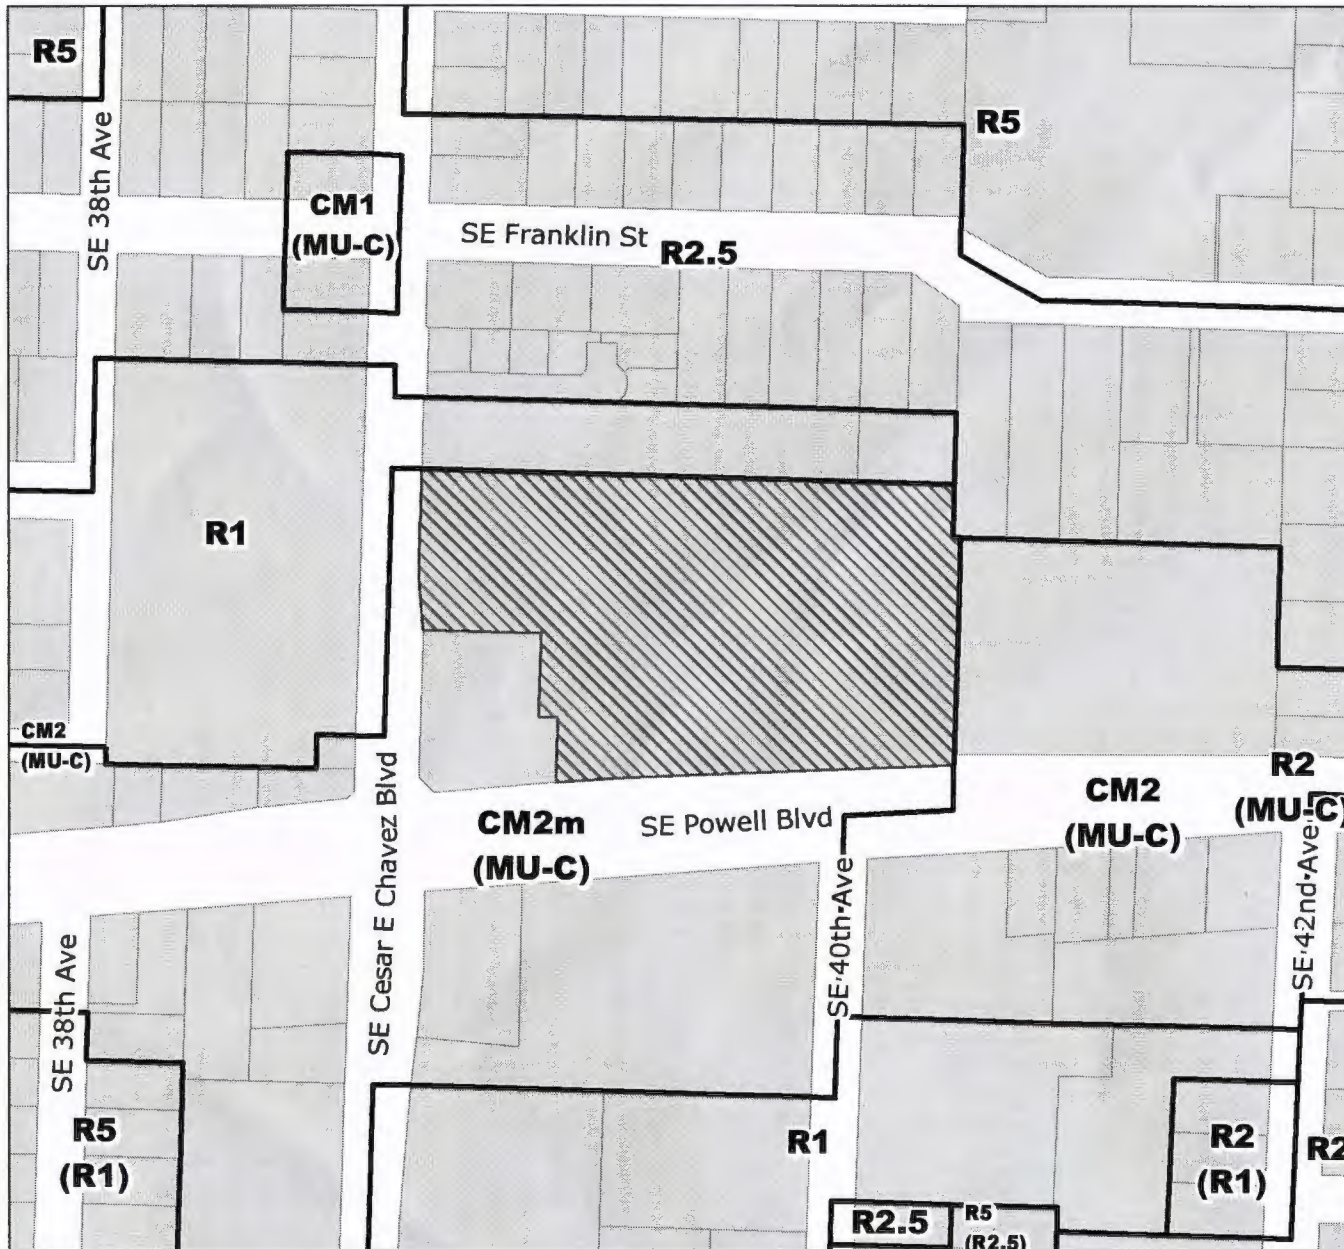 R5
SE 38th Ave
R5
CM1
(MU-C)
SE Franklin St
R2.5
R1
CM2
(MU-C)
SE Cesar E Chavez Blvd
CM2m
(MU-C)
SE Powell Blvd
CM2
(MU-C)
R2
(MU-C)
SE 40th Ave
SE 42nd Ave
SE 38th Ave
R5
(R1)
R1
R2
(R1)
R2
R2.5
R5
(R2.5)